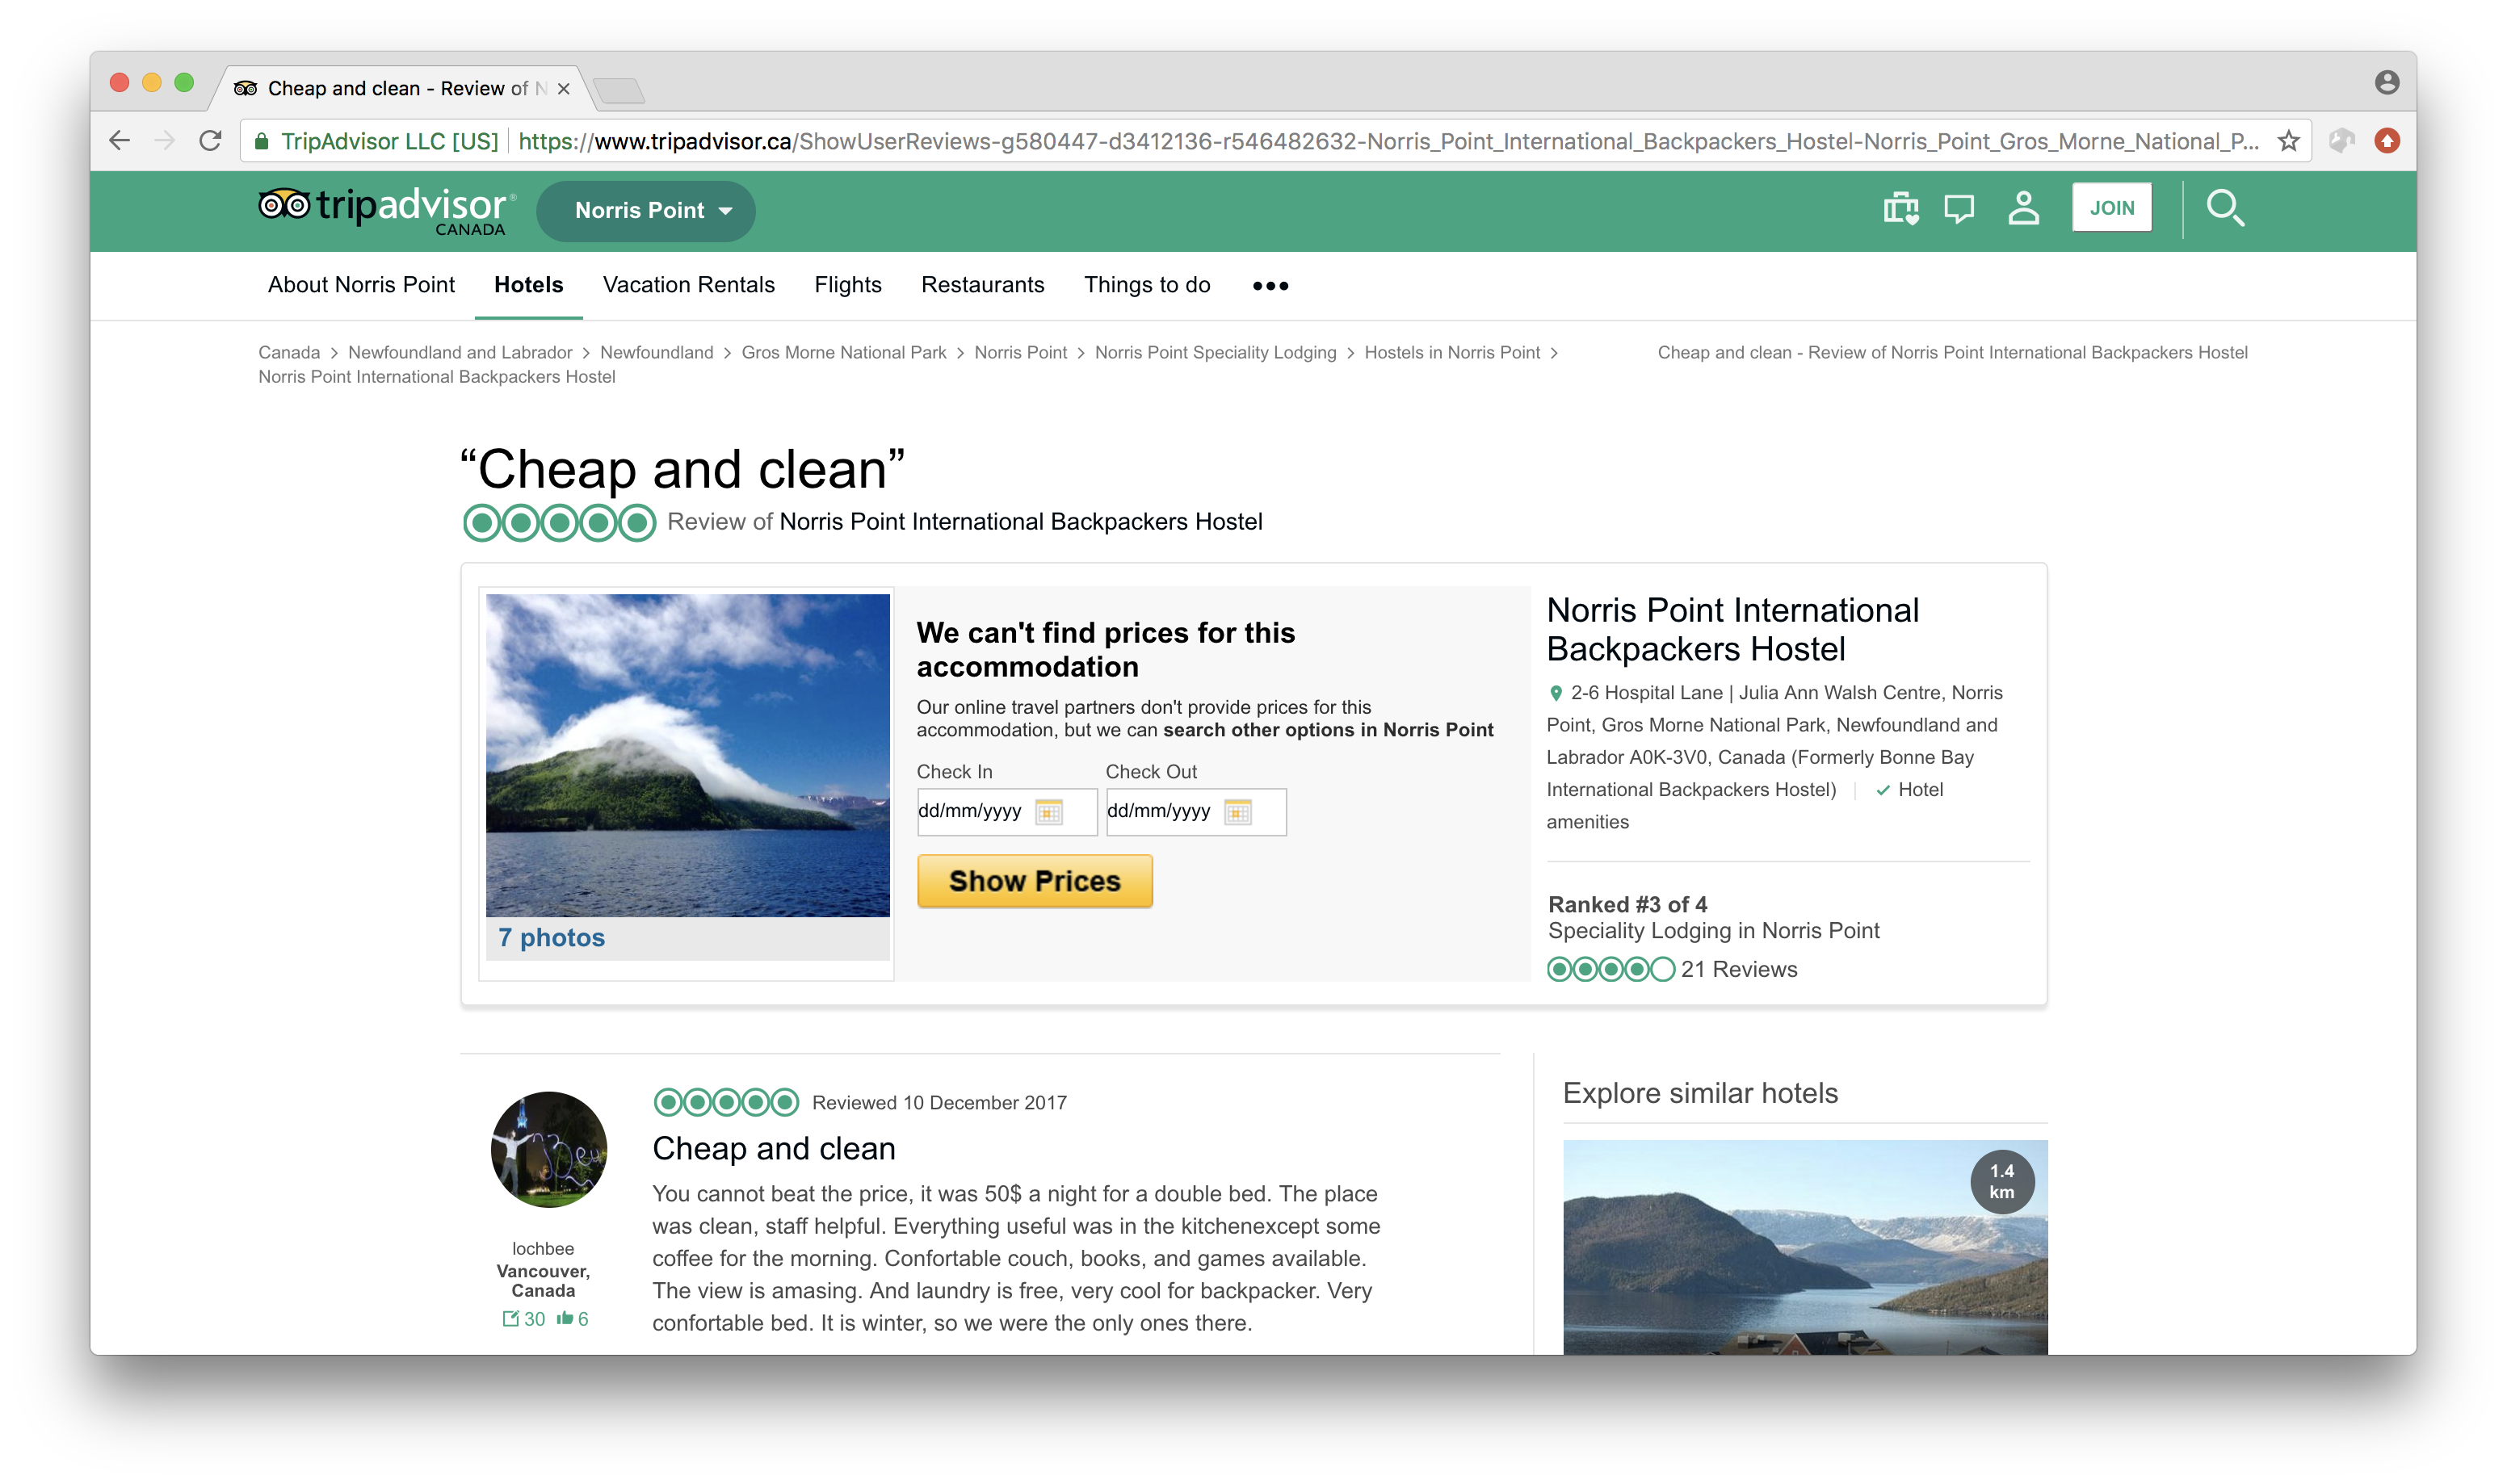 Cheap and clean - Review of N
TripAdvisor LLC [US]
https://www.tripadvisor.ca/ShowUserReviews-g580447-d3412136-r546482632-Norris_Point_International_Backpackers_Hostel-Norris_Point_Gros_Morne_National_P...
tripadvisor®
CANADA
Norris Point
JOIN
About Norris Point
Hotels
Vacation Rentals
Flights
Restaurants
Things to do
Canada > Newfoundland and Labrador > Newfoundland > Gros Morne National Park > Norris Point > Norris Point Speciality Lodging > Hostels in Norris Point >
Norris Point International Backpackers Hostel
Cheap and clean - Review of Norris Point International Backpackers Hostel
“Cheap and clean”
Review of Norris Point International Backpackers Hostel
7 photos
We can't find prices for this
accommodation
Our online travel partners don't provide prices for this
accommodation, but we can search other options in Norris Point
Check In
Check Out
dd/mm/yyyy
dd/mm/yyyy
Show Prices
Norris Point International
Backpackers Hostel
2-6 Hospital Lane | Julia Ann Walsh Centre, Norris
Point, Gros Morne National Park, Newfoundland and
Labrador A0K-3V0, Canada (Formerly Bonne Bay
International Backpackers Hostel) | Hotel
amenities
Ranked #3 of 4
Speciality Lodging in Norris Point
21 Reviews
lochbee
Vancouver,
Canada
30 6
Reviewed 10 December 2017
Cheap and clean
You cannot beat the price, it was 50$ a night for a double bed. The place
was clean, staff helpful. Everything useful was in the kitchenexcept some
coffee for the morning. Confortable couch, books, and games available.
The view is amasing. And laundry is free, very cool for backpacker. Very
confortable bed. It is winter, so we were the only ones there.
Explore similar hotels
1.4
km